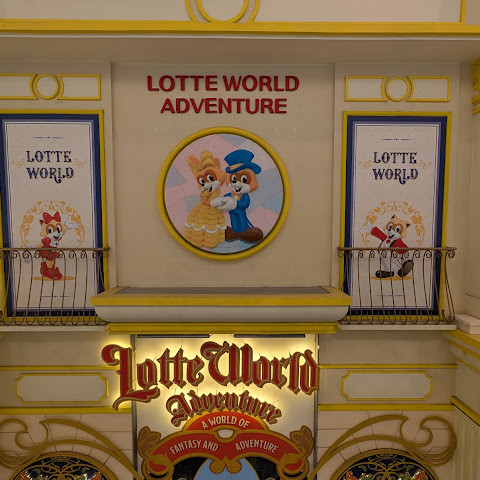 LOTTE WORLD
ADVENTURE
LOTTE
WORLD
LOTTE
WORLD
Lotte World
Adventure
A WORLD OF
FANTASY AND ADVENTURE